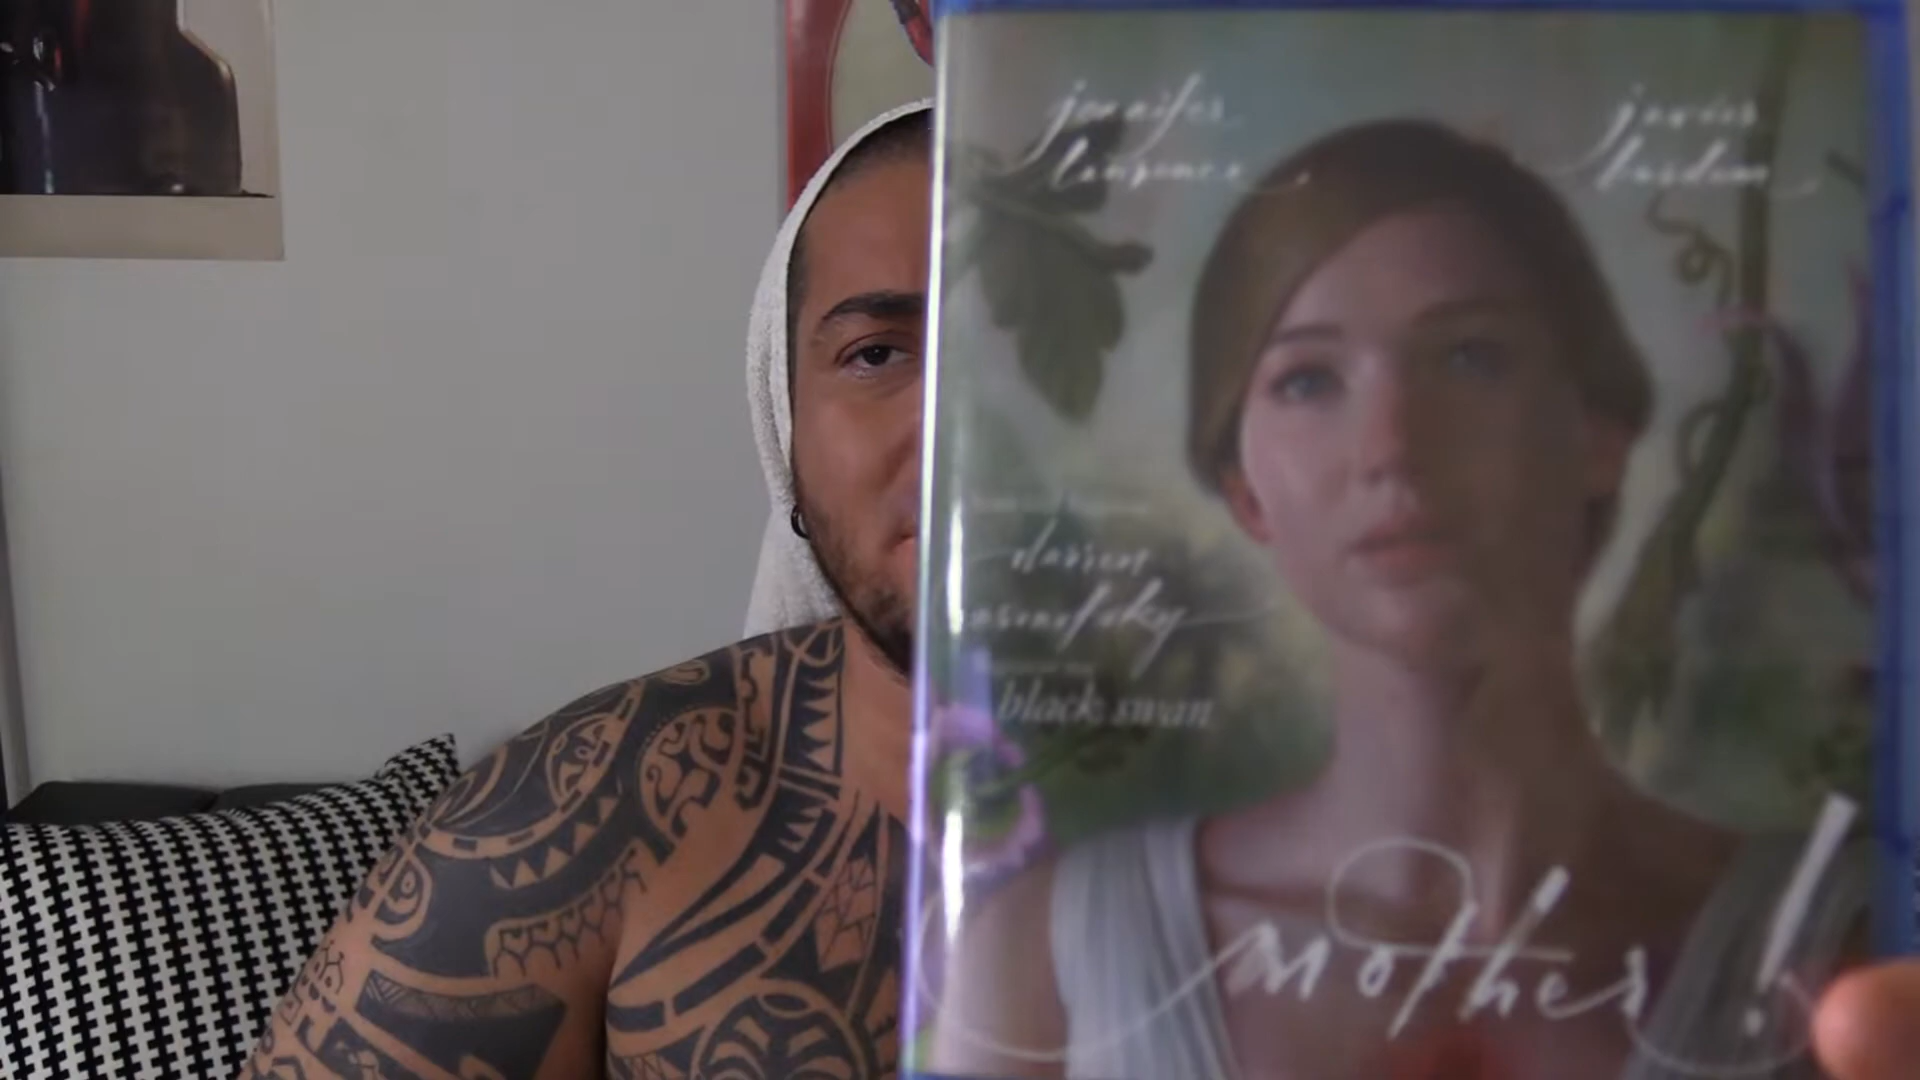 jennifer
lawrence
javier
bardem
darren
aronofsky
black swan
mother!